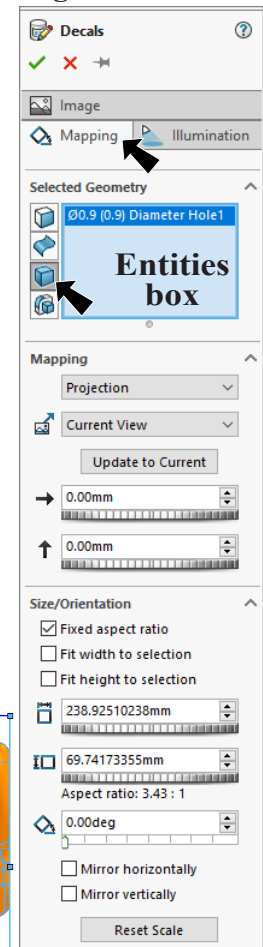 Decals
Image
Mapping
Illumination
Selected Geometry
Ø0.9 (0.9) Diameter Hole1
Entities
box
Mapping
Projection
Current View
Update to Current
0.00mm
0.00mm
Size/Orientation
Fixed aspect ratio
Fit width to selection
Fit height to selection
238.92510238mm
69.74173355mm
Aspect ratio: 3.43 : 1
0.00deg
Mirror horizontally
Mirror vertically
Reset Scale